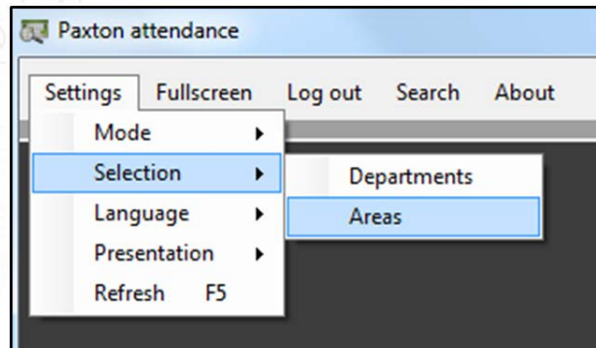 Paxton attendance
Settings Fullscreen Log out Search About
Mode
Selection
Departments
Language
Areas
Presentation
Refresh F5